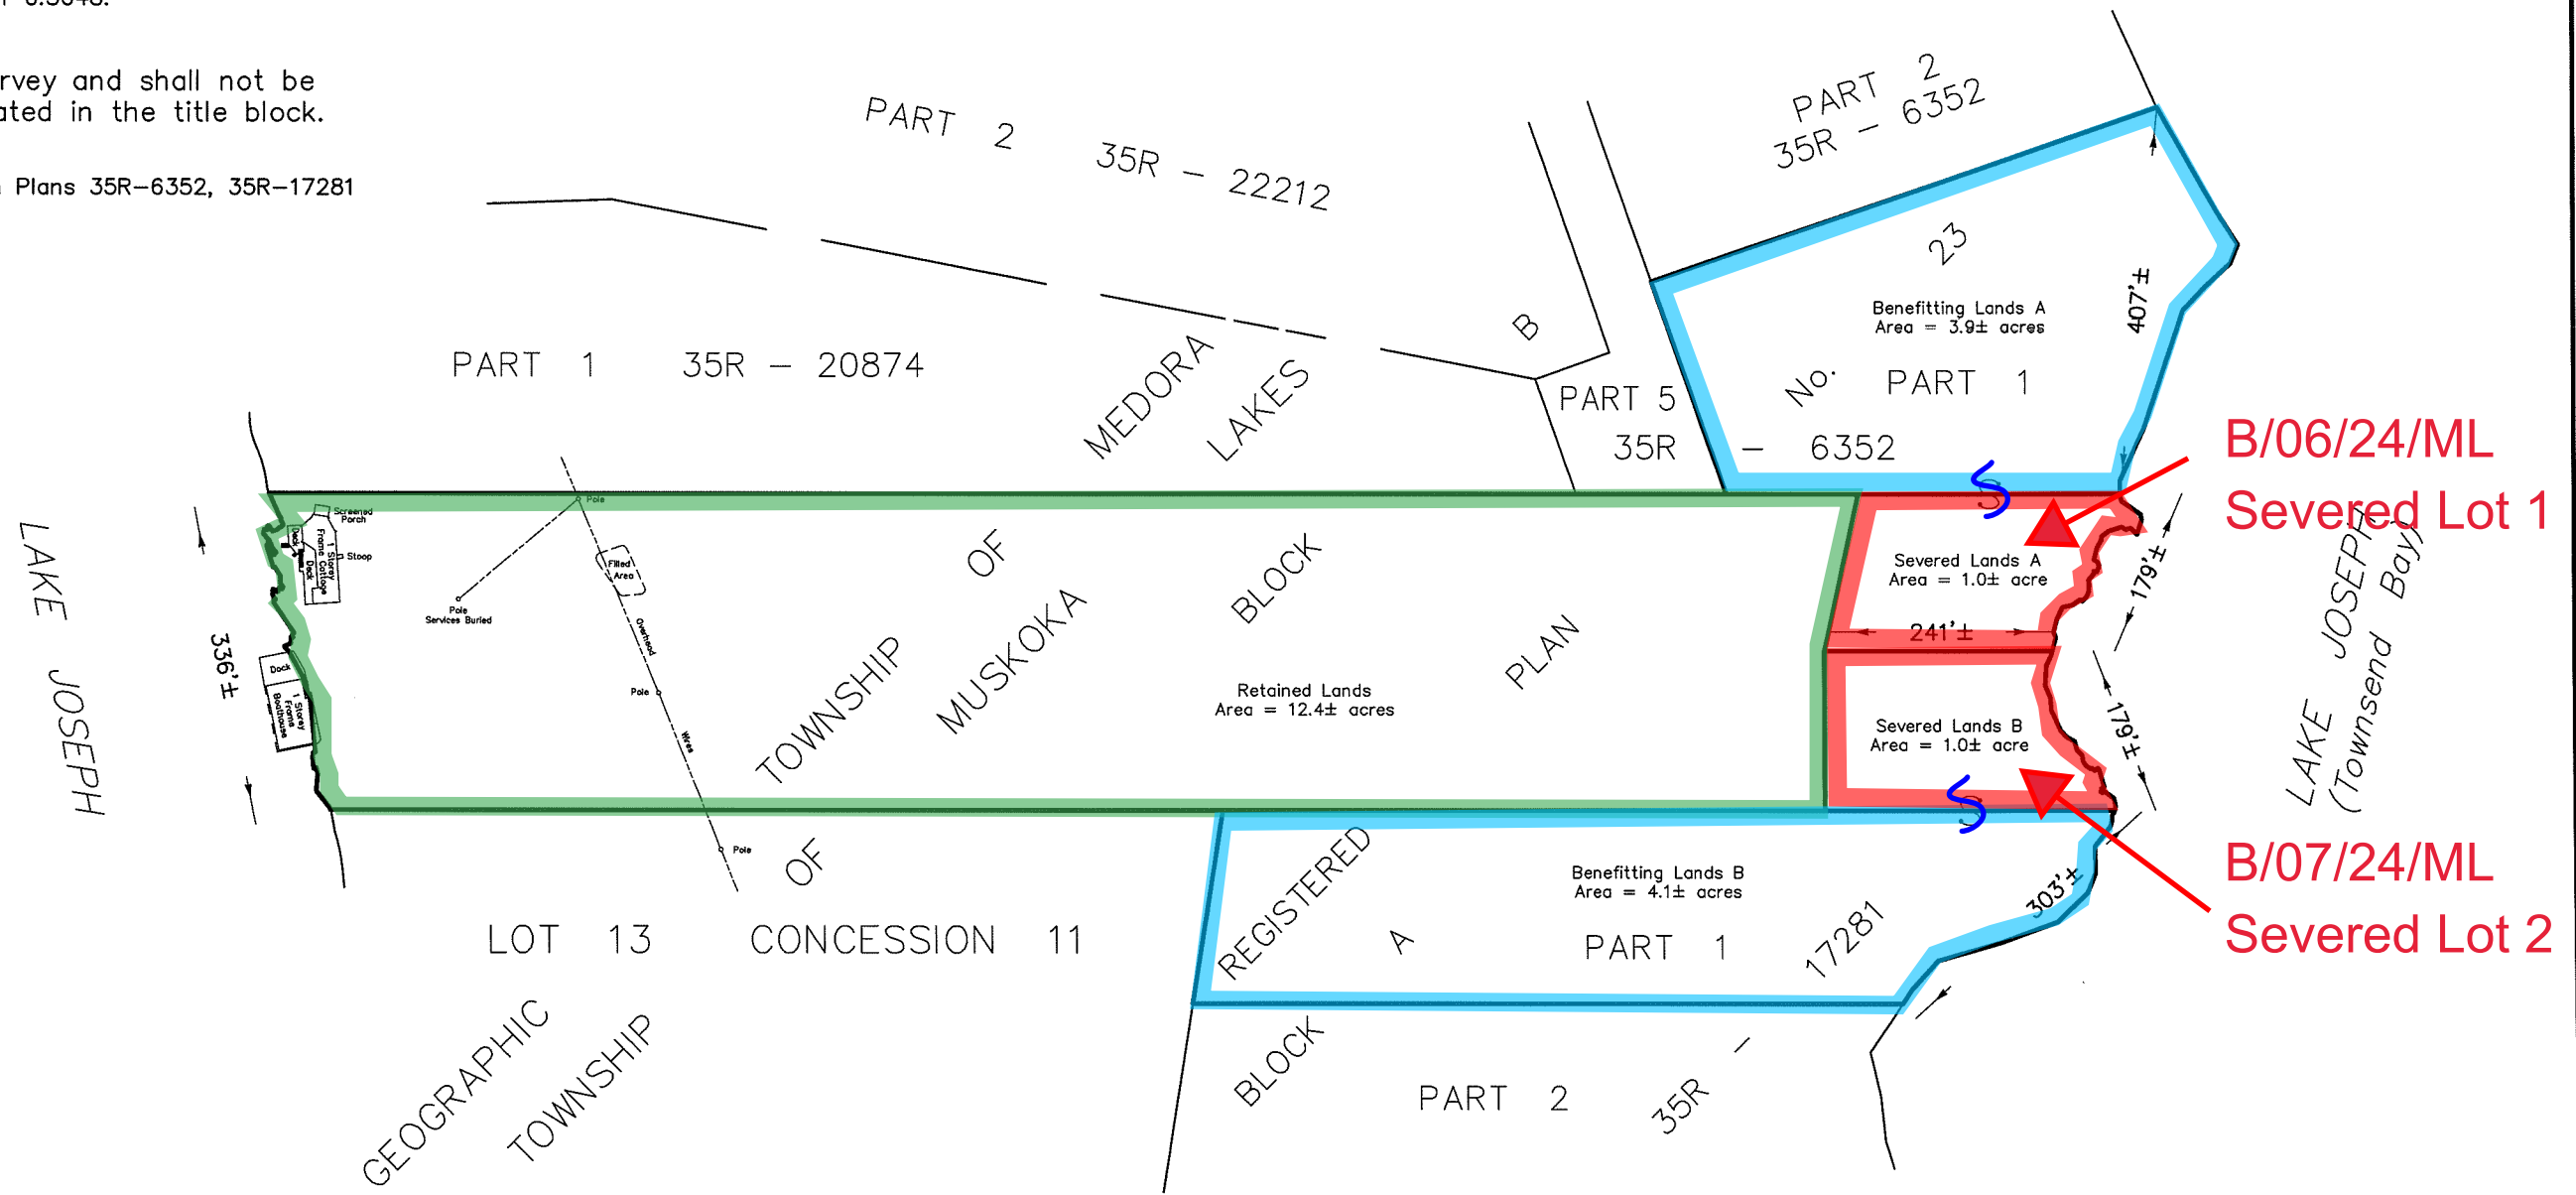 rvey and shall not be
ated in the title block.
Plans 35R-6352, 35R-17281
PART 2 35R - 22212
PART 2
35R - 6352
23
Benefitting Lands A
Area = 3.9± acres
407'±
B
PART 1 35R - 20874
MEDORA
LAKES
PART 5
No. PART 1
35R - 6352
B/06/24/ML
Severed Lot 1
LAKE JOSEPH
336'±
Screened
Porch
Deck
1 Storey
Frame Cottage
Deck
Stoop
Pole
Filled
Area
Pole
Services Buried
Overhead
Wires
Pole
Pole
Dock
1 Storey
Frame
Boathouse
OF
BLOCK
MUSKOKA
TOWNSHIP
PLAN
Retained Lands
Area = 12.4± acres
S
Severed Lands A
Area = 1.0± acre
241'±
179'±
Severed Lands B
Area = 1.0± acre
179'±
S
LAKE JOSEPH
(Townsend Bay)
B/07/24/ML
Severed Lot 2
OF
REGISTERED
Benefitting Lands B
Area = 4.1± acres
303'±
LOT 13 CONCESSION 11
A
PART 1
17281
GEOGRAPHIC
TOWNSHIP
BLOCK
PART 2
35R -